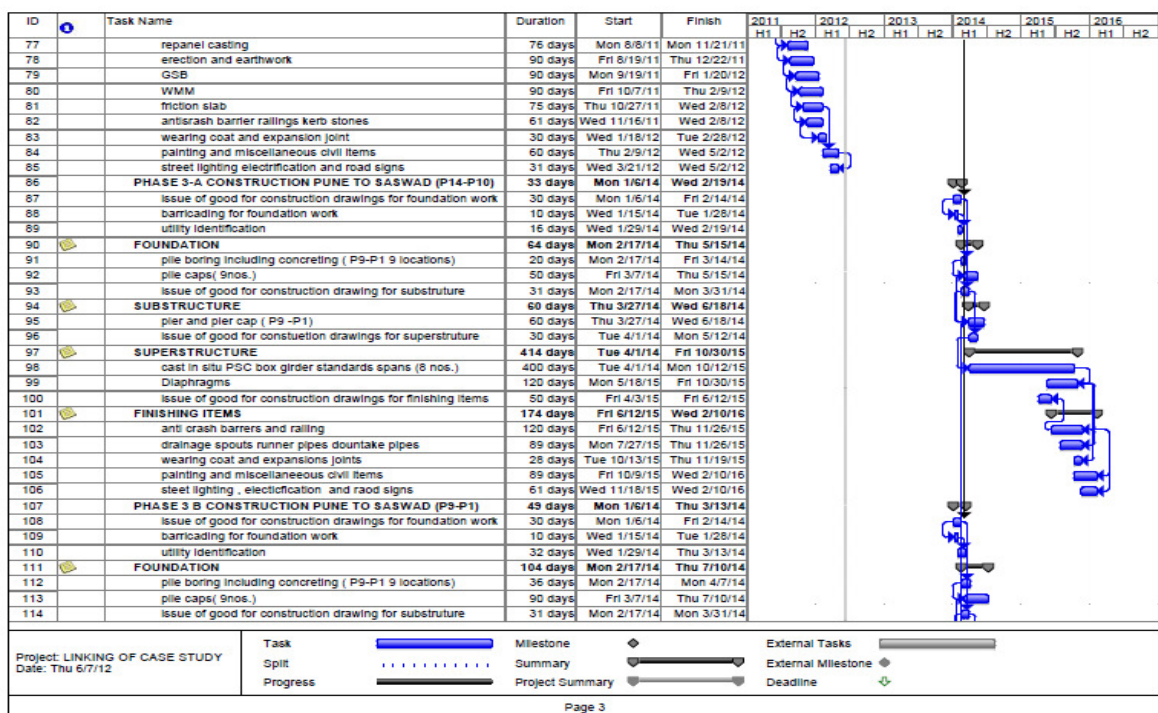 ID Task Name Duration Start Finish 2011 2012 2013 2014 2015 2016
H1 H2 H1 H2 H1 H2 H1 H2 H1 H2 H1 H2
77 repanel casting 76 days Mon 8/8/11 Mon 11/21/11
78 erection and earthwork 90 days Fri 8/19/11 Thu 12/22/11
79 GSB 90 days Mon 9/19/11 Fri 1/20/12
80 WMM 90 days Fri 10/7/11 Thu 2/9/12
81 friction slab 75 days Thu 10/27/11 Wed 2/8/12
82 antisrash barrier railings kerb stones 61 days Wed 11/16/11 Wed 2/8/12
83 wearing coat and expansion joint 30 days Wed 1/18/12 Tue 2/28/12
84 painting and miscellaneous civil items 60 days Thu 2/9/12 Wed 5/2/12
85 street lighting electrification and road signs 31 days Wed 3/21/12 Wed 5/2/12
86 PHASE 3-A CONSTRUCTION PUNE TO SASWAD (P14-P10) 33 days Mon 1/6/14 Wed 2/19/14
87 issue of good for construction drawings for foundation work 30 days Mon 1/6/14 Fri 2/14/14
88 barricading for foundation work 10 days Wed 1/15/14 Tue 1/28/14
89 utility identification 16 days Wed 1/29/14 Wed 2/19/14
90 FOUNDATION 64 days Mon 2/17/14 Thu 5/15/14
91 pile boring including concreting ( P9-P1 9 locations) 20 days Mon 2/17/14 Fri 3/14/14
92 pile caps( 9nos.) 50 days Fri 3/7/14 Thu 5/15/14
93 issue of good for construction drawing for substruture 31 days Mon 2/17/14 Mon 3/31/14
94 SUBSTRUCTURE 60 days Thu 3/27/14 Wed 6/18/14
95 pier and pier cap ( P9 -P1) 60 days Thu 3/27/14 Wed 6/18/14
96 issue of good for constuetion drawings for superstruture 30 days Tue 4/1/14 Mon 5/12/14
97 SUPERSTRUCTURE 414 days Tue 4/1/14 Fri 10/30/15
98 cast in situ PSC box girder standards spans (8 nos.) 400 days Tue 4/1/14 Mon 10/12/15
99 Diaphragms 120 days Mon 5/18/15 Fri 10/30/15
100 issue of good for construction drawings for finishing items 50 days Fri 4/3/15 Fri 6/12/15
101 FINISHING ITEMS 174 days Fri 6/12/15 Wed 2/10/16
102 anti crash barrers and railing 120 days Fri 6/12/15 Thu 11/26/15
103 drainage spouts runner pipes dountake pipes 89 days Mon 7/27/15 Thu 11/26/15
104 wearing coat and expansions joints 28 days Tue 10/13/15 Thu 11/19/15
105 painting and miscellaneeous civil items 89 days Fri 10/9/15 Wed 2/10/16
106 steet lighting , electicfication and raod signs 61 days Wed 11/18/15 Wed 2/10/16
107 PHASE 3 B CONSTRUCTION PUNE TO SASWAD (P9-P1) 49 days Mon 1/6/14 Thu 3/13/14
108 issue of good for construction drawings for foundation work 30 days Mon 1/6/14 Fri 2/14/14
109 barricading for foundation work 10 days Wed 1/15/14 Tue 1/28/14
110 utility identification 32 days Wed 1/29/14 Thu 3/13/14
111 FOUNDATION 104 days Mon 2/17/14 Thu 7/10/14
112 pile boring including concreting ( P9-P1 9 locations) 36 days Mon 2/17/14 Mon 4/7/14
113 pile caps( 9nos.) 90 days Fri 3/7/14 Thu 7/10/14
114 issue of good for construction drawing for substruture 31 days Mon 2/17/14 Mon 3/31/14
Project: LINKING OF CASE STUDY
Date: Thu 6/7/12
Task Milestone External Tasks
Split Summary External Milestone
Progress Project Summary Deadline
Page 3